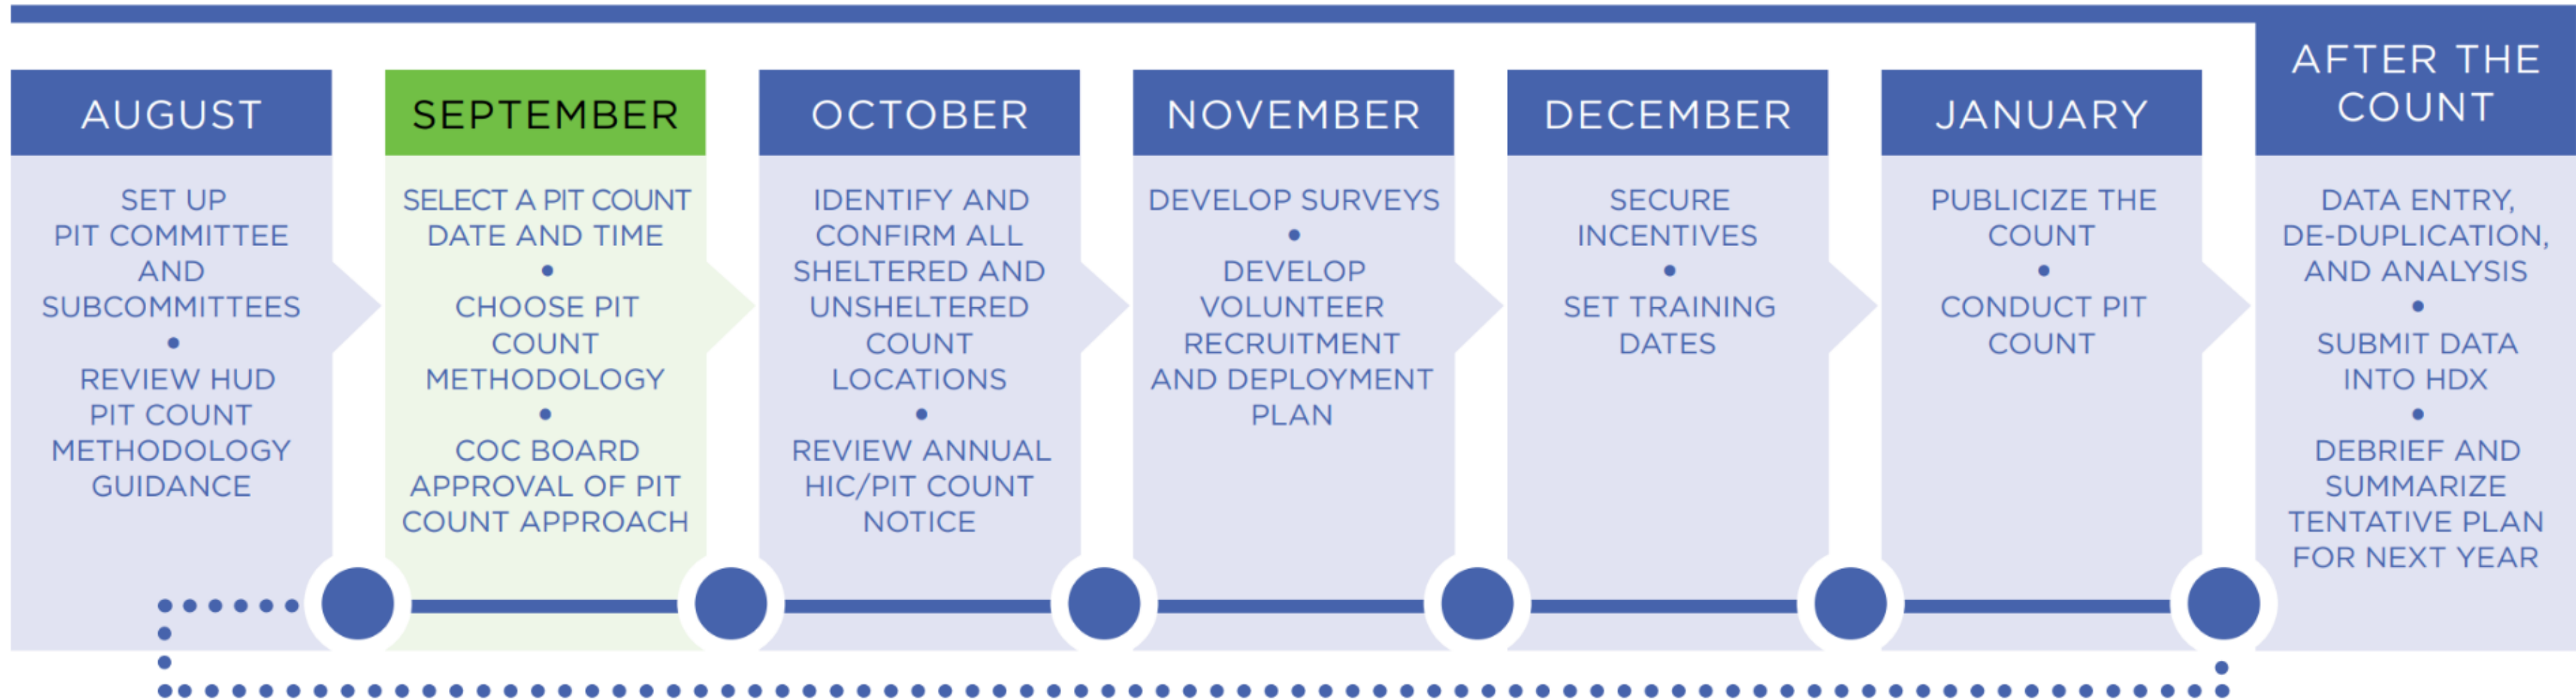 AUGUST
SET UP
PIT COMMITTEE
AND
SUBCOMMITTEES
•
REVIEW HUD
PIT COUNT
METHODOLOGY
GUIDANCE
SEPTEMBER
SELECT A PIT COUNT
DATE AND TIME
•
CHOOSE PIT
COUNT
METHODOLOGY
•
COC BOARD
APPROVAL OF PIT
COUNT APPROACH
OCTOBER
IDENTIFY AND
CONFIRM ALL
SHELTERED AND
UNSHELTERED
COUNT
LOCATIONS
•
REVIEW ANNUAL
HIC/PIT COUNT
NOTICE
NOVEMBER
DEVELOP SURVEYS
•
DEVELOP
VOLUNTEER
RECRUITMENT
AND DEPLOYMENT
PLAN
DECEMBER
SECURE
INCENTIVES
•
SET TRAINING
DATES
JANUARY
PUBLICIZE THE
COUNT
•
CONDUCT PIT
COUNT
AFTER THE
COUNT
DATA ENTRY,
DE-DUPLICATION,
AND ANALYSIS
•
SUBMIT DATA
INTO HDX
•
DEBRIEF AND
SUMMARIZE
TENTATIVE PLAN
FOR NEXT YEAR